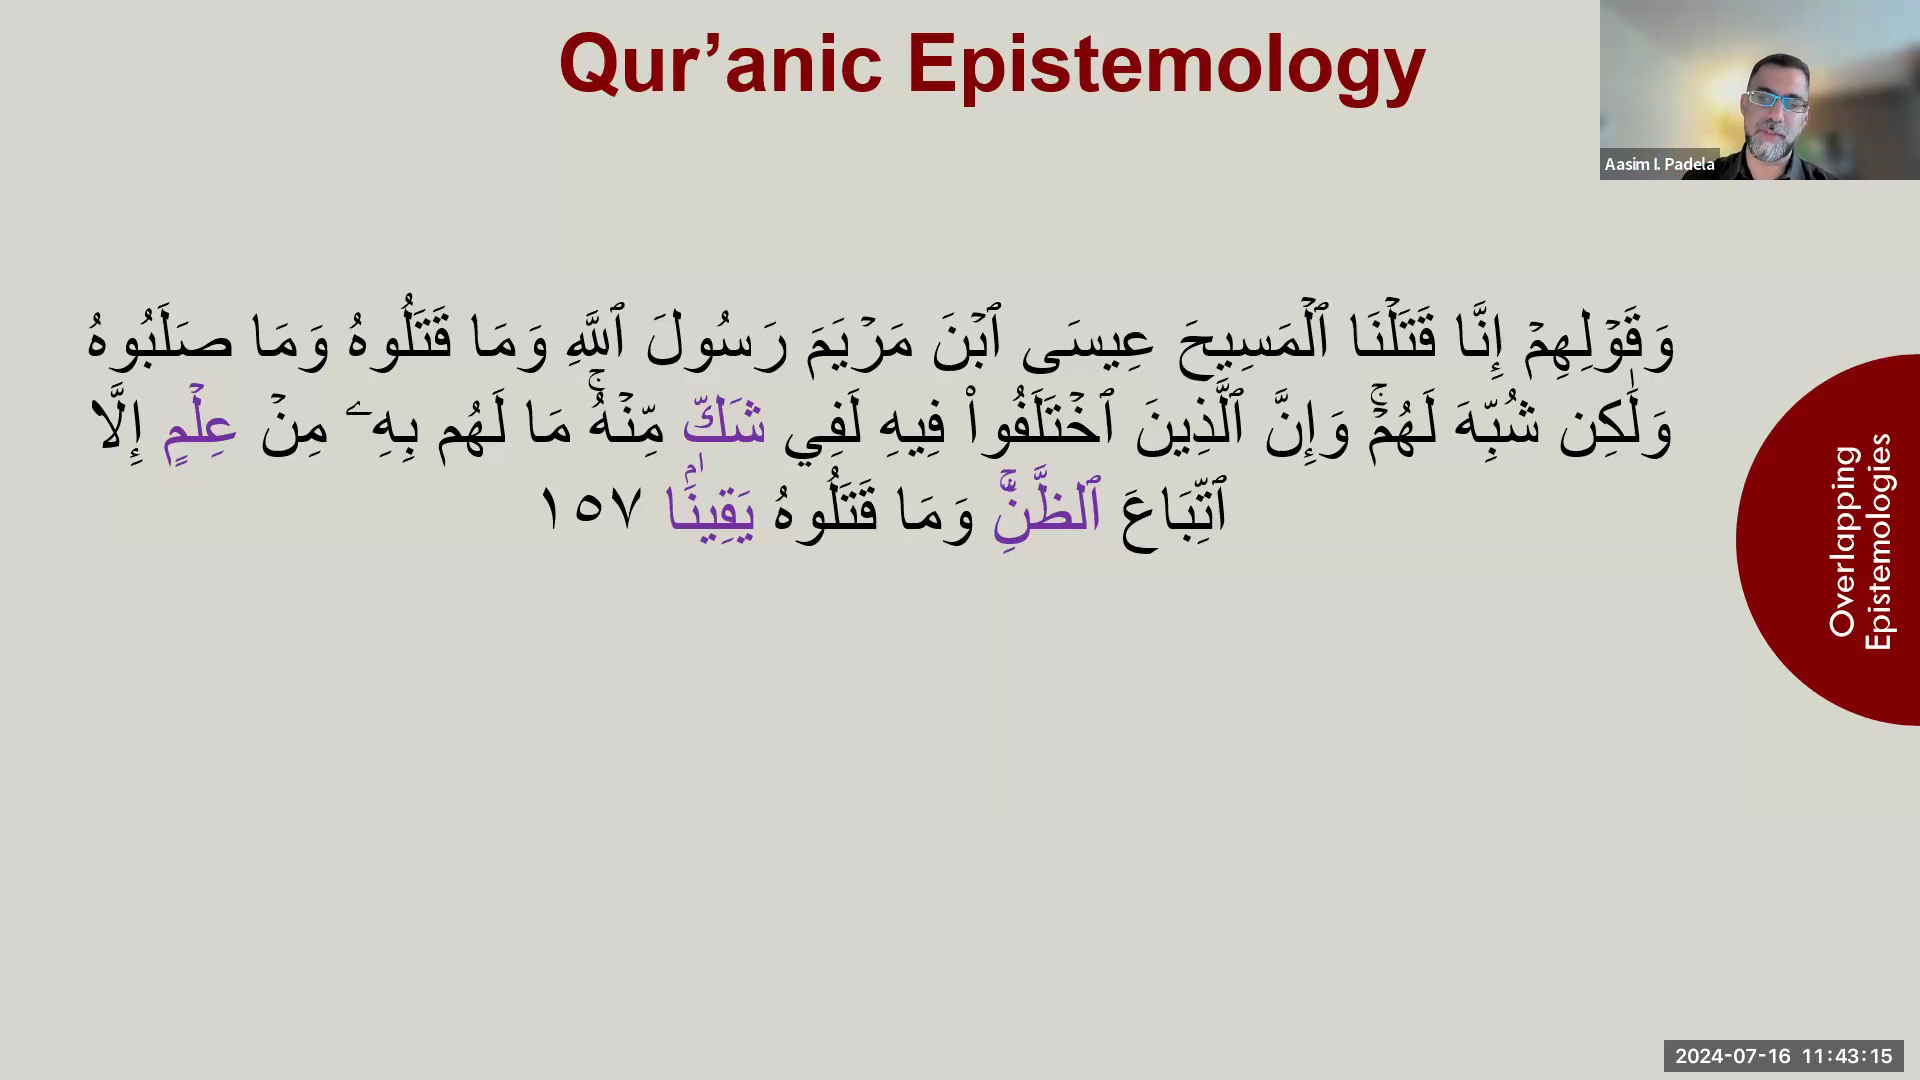 Qur’anic Epistemology
Aasim I. Padela
وَقَوۡلِهِمۡ إِنَّا قَتَلۡنَا ٱلۡمَسِيحَ عِيسَى ٱبۡنَ مَرۡيَمَ رَسُولَ ٱللَّهِ وَمَا قَتَلُوهُ وَمَا صَلَبُوهُ
وَلَٰكِن شُبِّهَ لَهُمۡۚ وَإِنَّ ٱلَّذِينَ ٱخۡتَلَفُواْ فِيهِ لَفِي شَكّٖ مِّنۡهُۚ مَا لَهُم بِهِۦ مِنۡ عِلۡمٍ إِلَّا
ٱتِّبَاعَ ٱلظَّنِّۚ وَمَا قَتَلُوهُ يَقِينَۢا ١٥٧
Overlapping
Epistemologies
2024-07-16 11:43:15